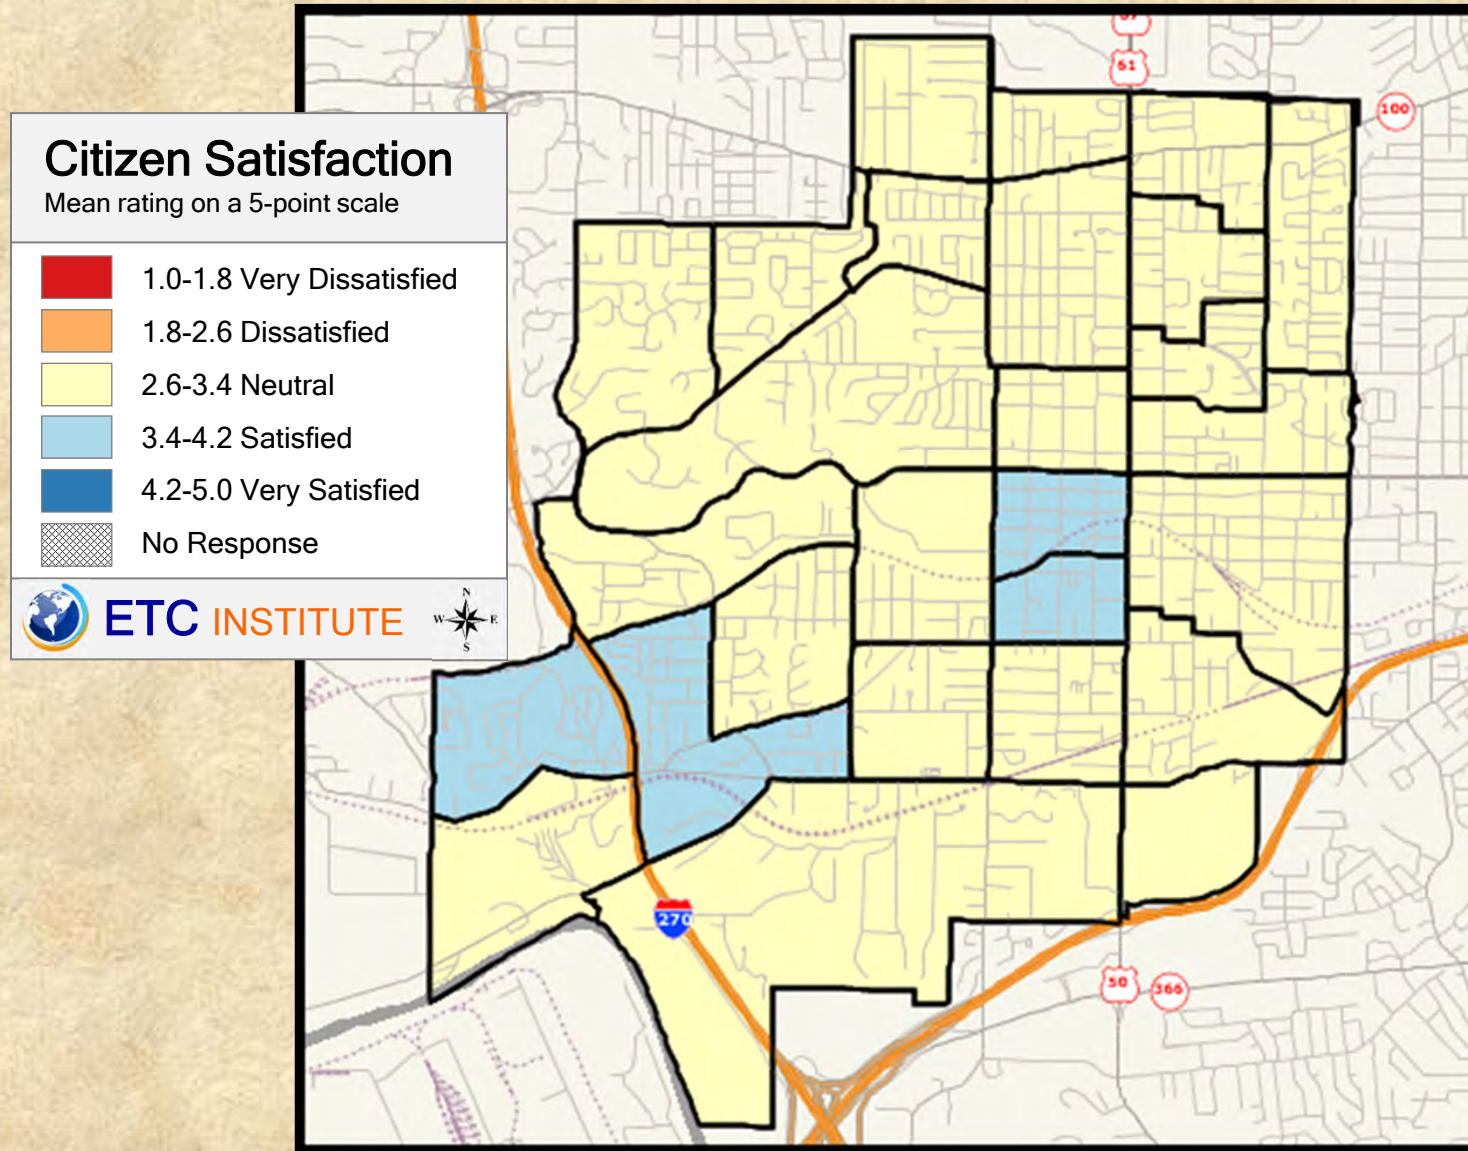 61
100
Citizen Satisfaction
Mean rating on a 5-point scale
1.0-1.8 Very Dissatisfied
1.8-2.6 Dissatisfied
2.6-3.4 Neutral
3.4-4.2 Satisfied
4.2-5.0 Very Satisfied
No Response
ETC INSTITUTE
N
W E
S
270
50 366